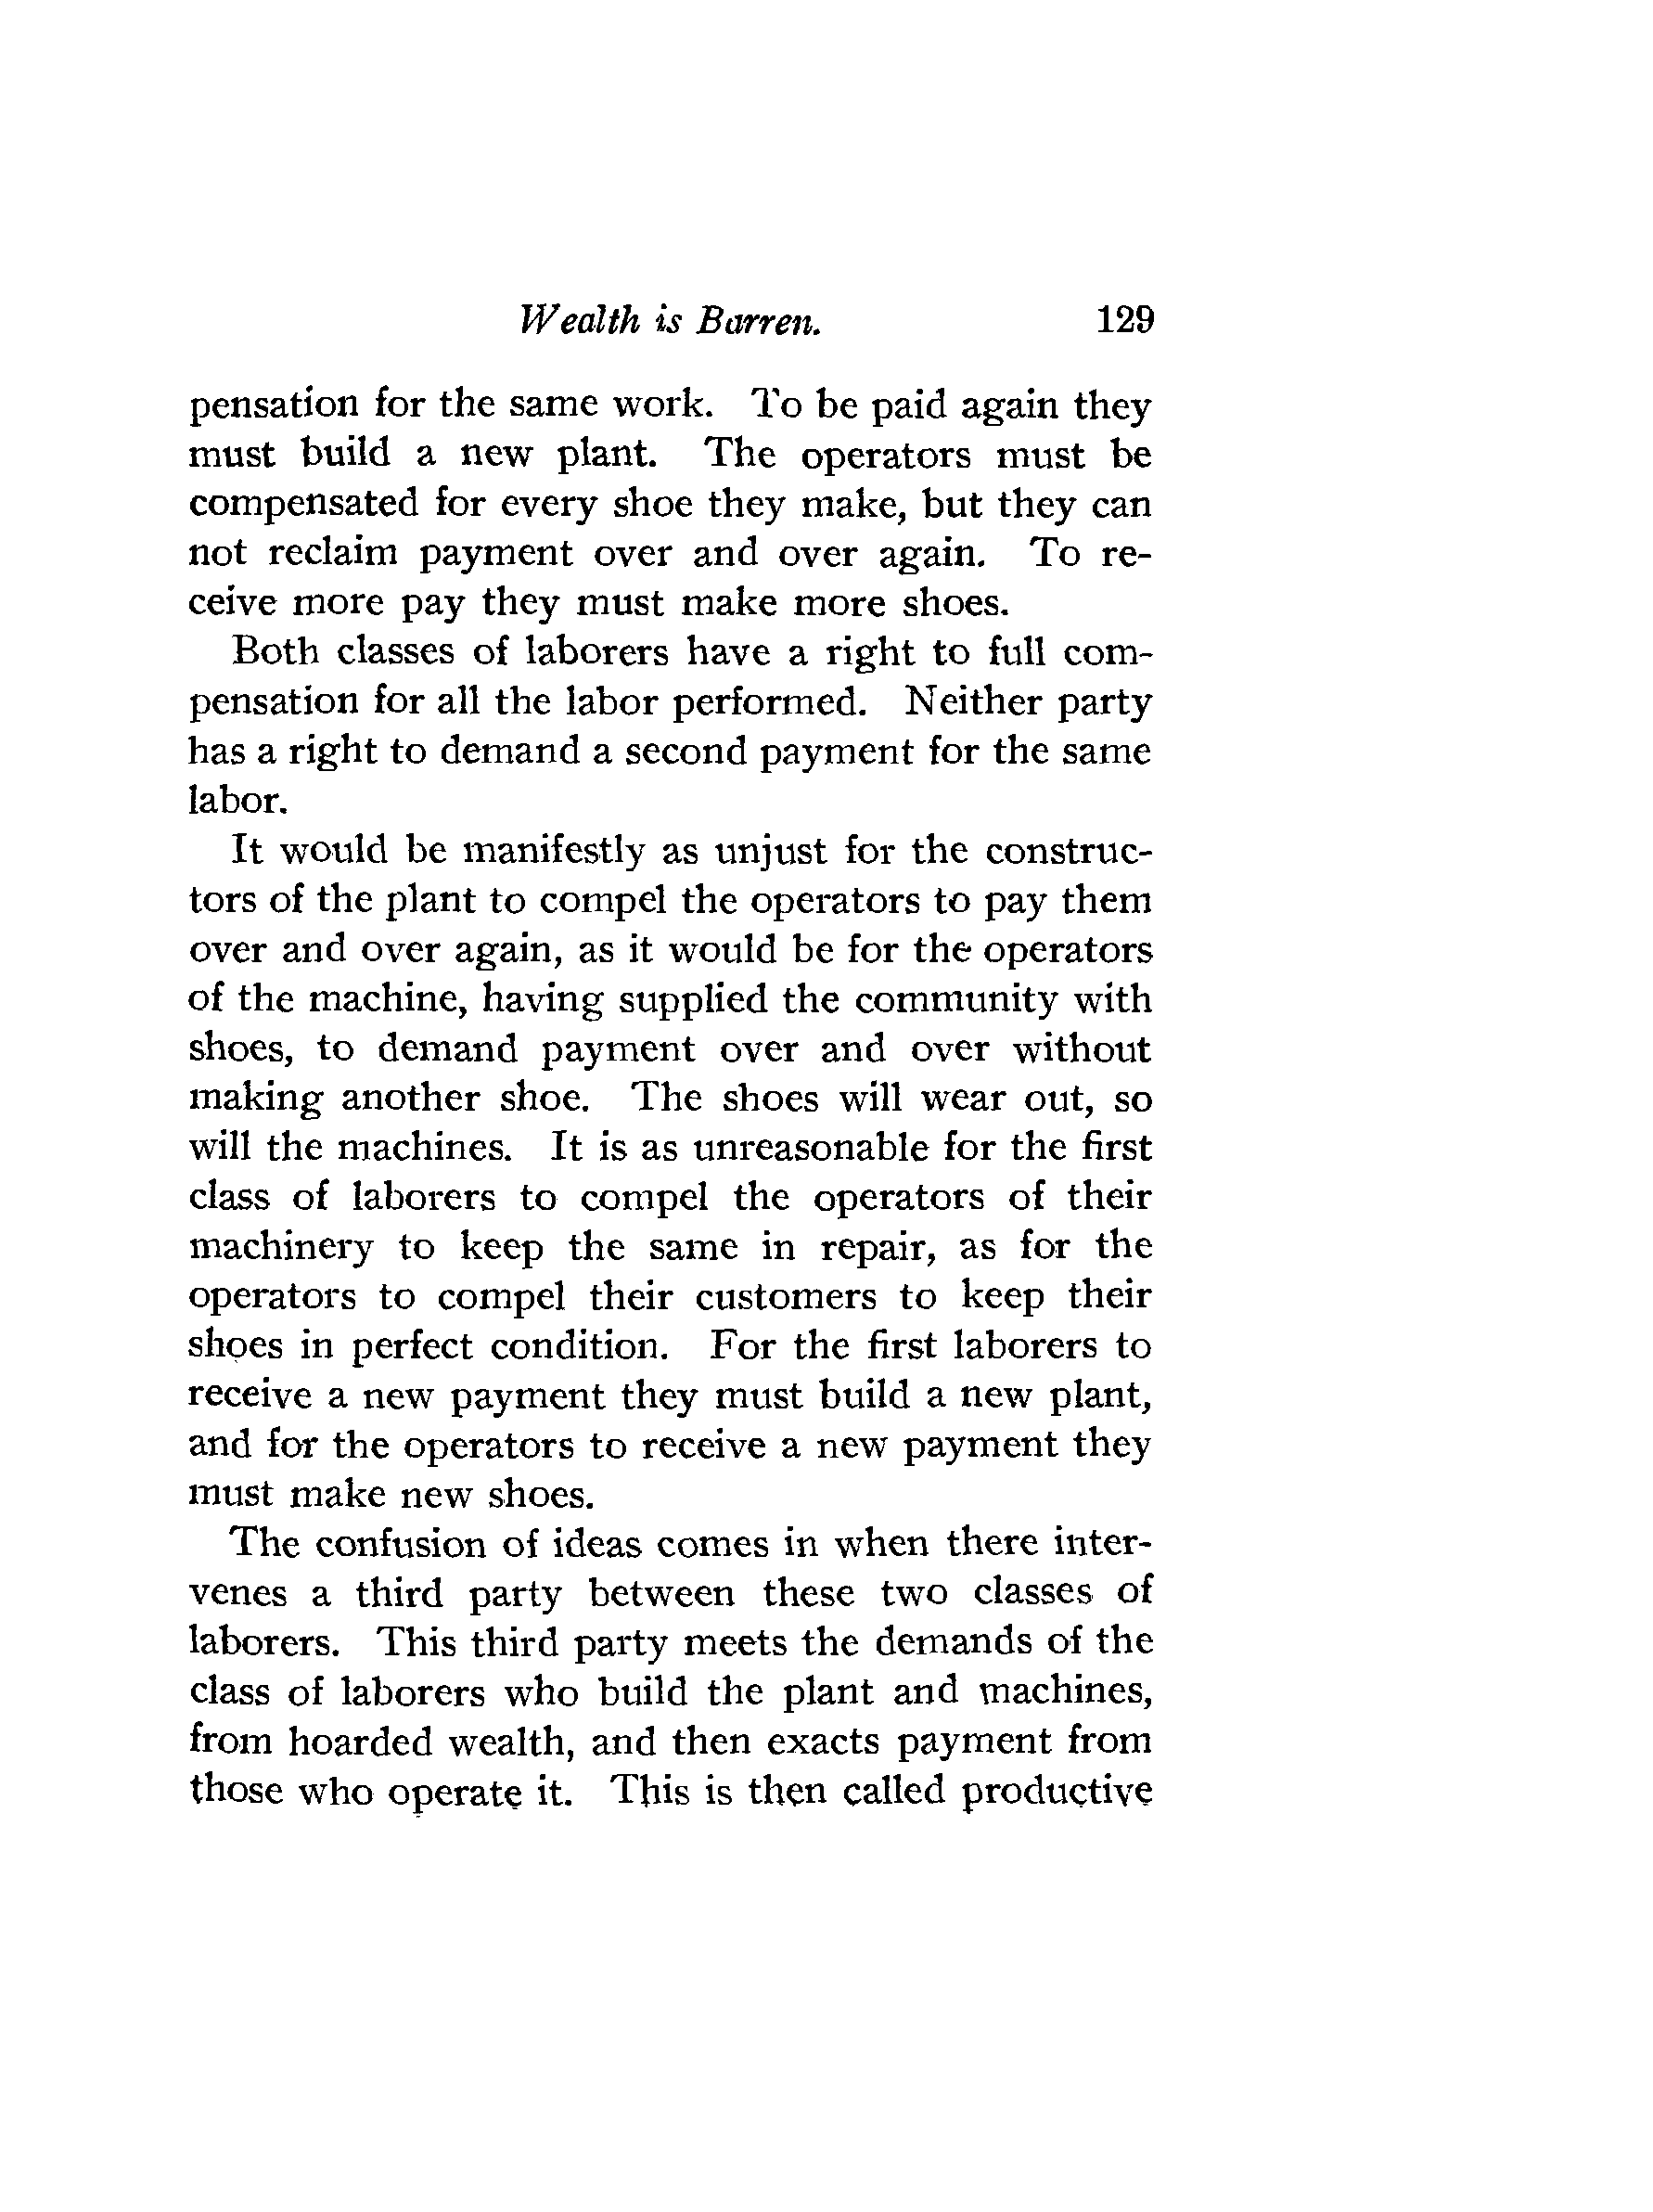 Wealth is Barren. 129
pensation for the same work. To be paid again they
must build a new plant. The operators must be
compensated for every shoe they make, but they can
not reclaim payment over and over again. To re-
ceive more pay they must make more shoes.
Both classes of laborers have a right to full com-
pensation for all the labor performed. Neither party
has a right to demand a second payment for the same
labor.
It would be manifestly as unjust for the construc-
tors of the plant to compel the operators to pay them
over and over again, as it would be for the operators
of the machine, having supplied the community with
shoes, to demand payment over and over without
making another shoe. The shoes will wear out, so
will the machines. It is as unreasonable for the first
class of laborers to compel the operators of their
machinery to keep the same in repair, as for the
operators to compel their customers to keep their
shoes in perfect condition. For the first laborers to
receive a new payment they must build a new plant,
and for the operators to receive a new payment they
must make new shoes.
The confusion of ideas comes in when there inter-
venes a third party between these two classes of
laborers. This third party meets the demands of the
class of laborers who build the plant and machines,
from hoarded wealth, and then exacts payment from
those who operate it. This is then called productive